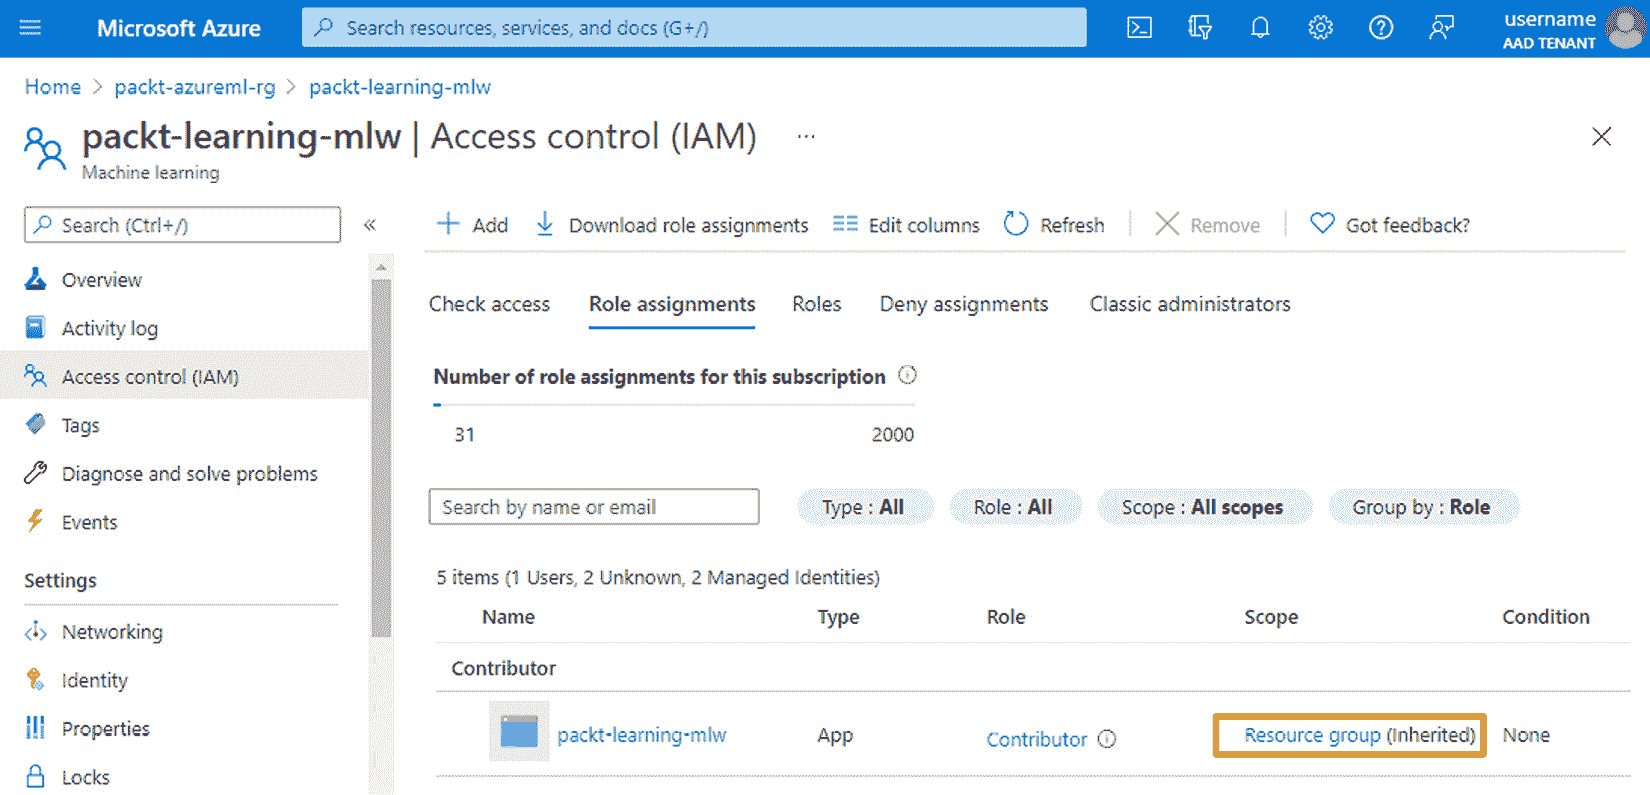 Microsoft Azure
Search resources, services, and docs (G+/)
username
AAD TENANT
Home > packt-azureml-rg > packt-learning-mlw
packt-learning-mlw | Access control (IAM) ...
Machine learning
Search (Ctrl+/)
«
Add
Download role assignments
Edit columns
Refresh
Remove
Got feedback?
Overview
Activity log
Access control (IAM)
Tags
Diagnose and solve problems
Events
Settings
Networking
Identity
Properties
Locks
Check access
Role assignments
Roles
Deny assignments
Classic administrators
Number of role assignments for this subscription
31
2000
Search by name or email
Type : All
Role : All
Scope : All scopes
Group by : Role
5 items (1 Users, 2 Unknown, 2 Managed Identities)
Name Type Role Scope Condition
Contributor
packt-learning-mlw App Contributor Resource group (Inherited) None